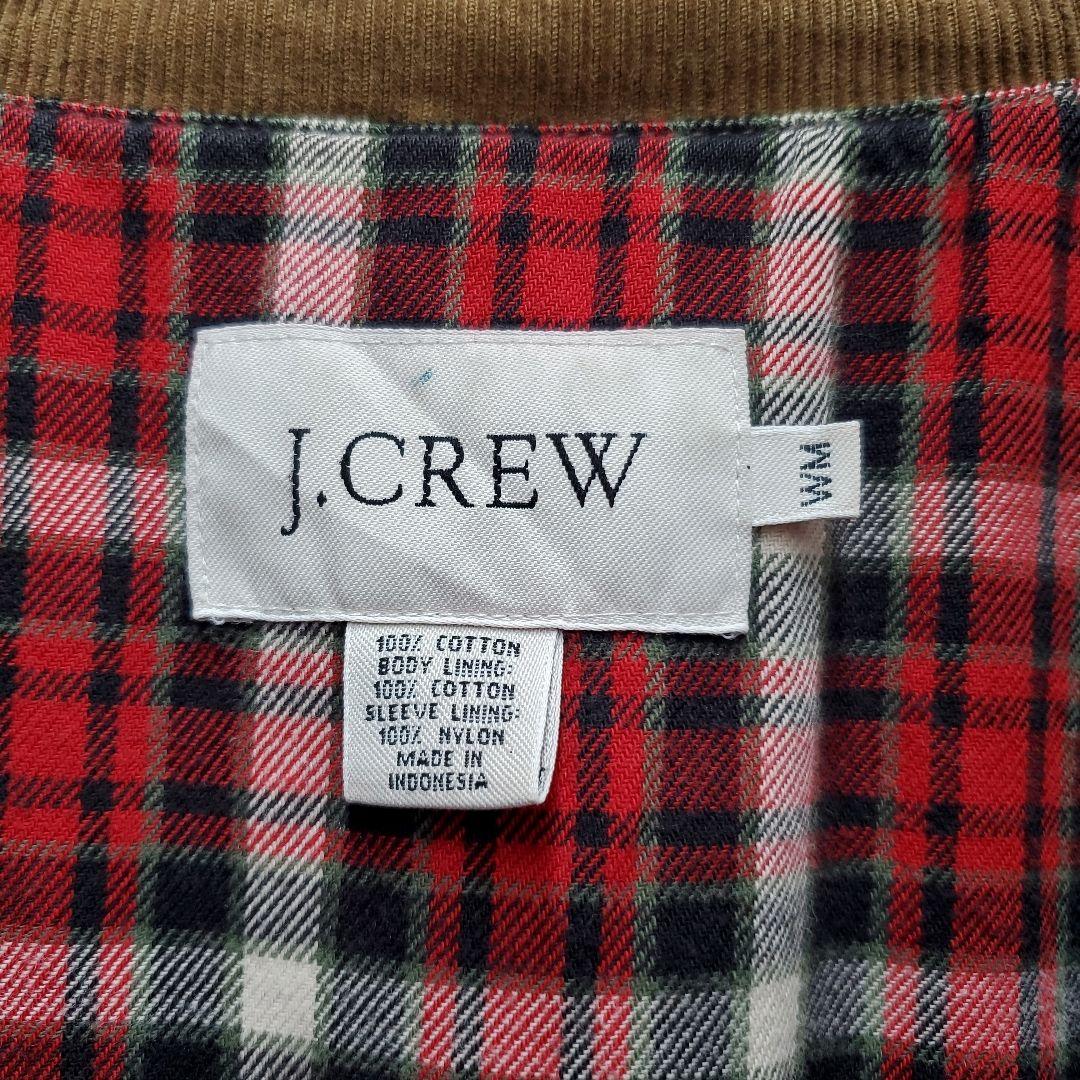 J.CREW
WM
100% COTTON
BODY LINING:
100% COTTON
SLEEVE LINING:
100% NYLON
MADE IN
INDONESIA